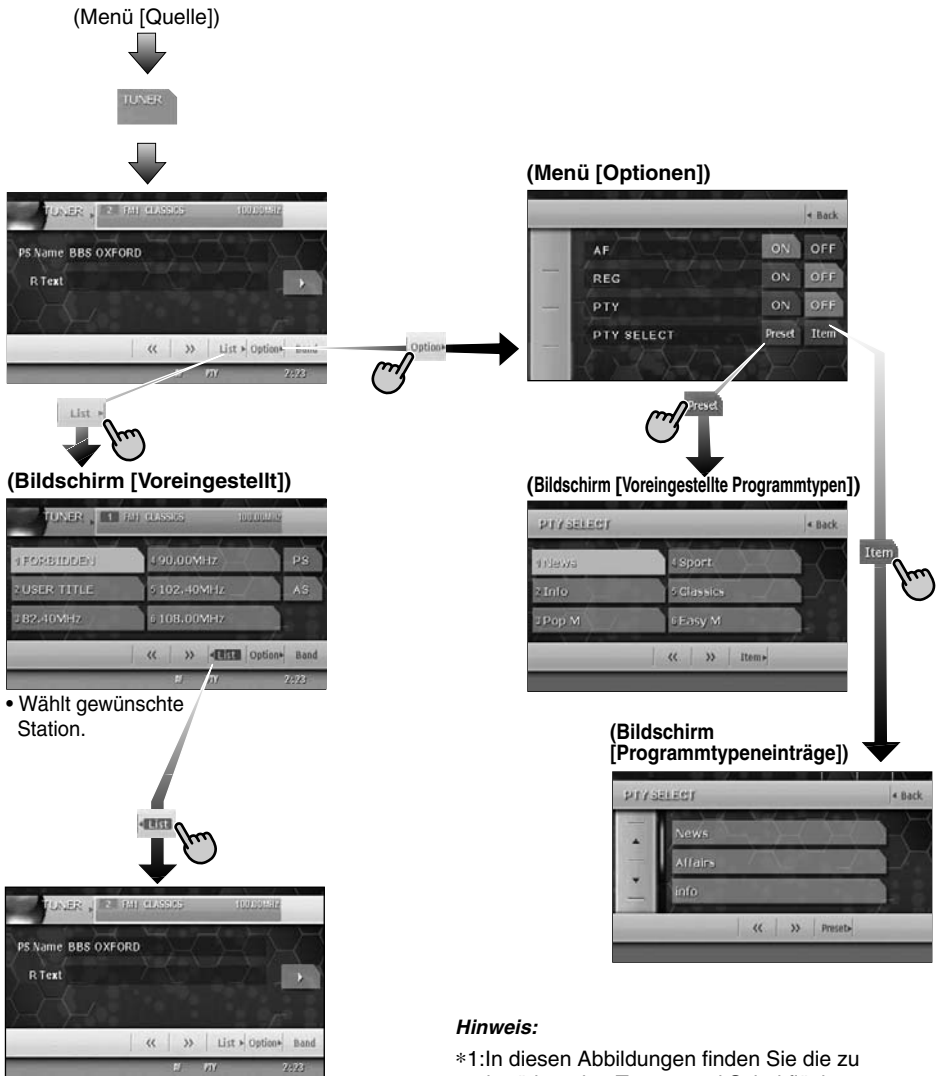 (Menü [Quelle])
TUNER
TUNER 2 FM1 CLASSICS 100.00MHz
PS Name BBS OXFORD
R Text
<< >> List Option Band
PTY 2:23
Option
List
(Menü [Optionen])
Back
AF ON OFF
REG ON OFF
PTY ON OFF
PTY SELECT Preset Item
Preset
Item
(Bildschirm [Voreingestellt])
TUNER 1 FM1 CLASSICS 100.00MHz
1 FORBIDDEN 4 90.00MHz PS
2 USER TITLE 5 102.40MHz AS
3 82.40MHz 6 108.00MHz
<< >> List Option Band
PTY 2:23
• Wählt gewünschte
Station.
List
TUNER 2 FM1 CLASSICS 100.00MHz
PS Name BBS OXFORD
R Text
<< >> List Option Band
PTY 2:23
(Bildschirm [Voreingestellte Programmtypen])
PTY SELECT Back
1 News 4 Sport
2 Info 5 Classics
3 Pop M 6 Easy M
<< >> Item
(Bildschirm
[Programmtypeneinträge])
PTY SELECT Back
News
Affairs
info
<< >> Preset
Hinweis:
*1:In diesen Abbildungen finden Sie die zu